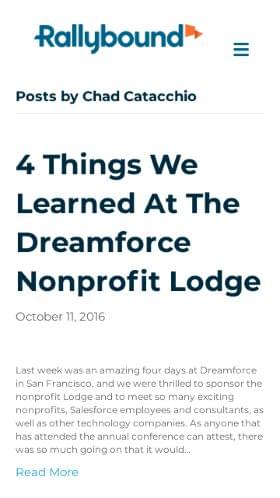 Rallybound
Posts by Chad Catacchio
4 Things We
Learned At The
Dreamforce
Nonprofit Lodge
October 11, 2016
Last week was an amazing four days at Dreamforce
in San Francisco, and we were thrilled to sponsor the
nonprofit Lodge and to meet so many exciting
nonprofits, Salesforce employees and consultants, as
well as other technology companies. As anyone that
has attended the annual conference can attest, there
was so much going on that it would...
Read More